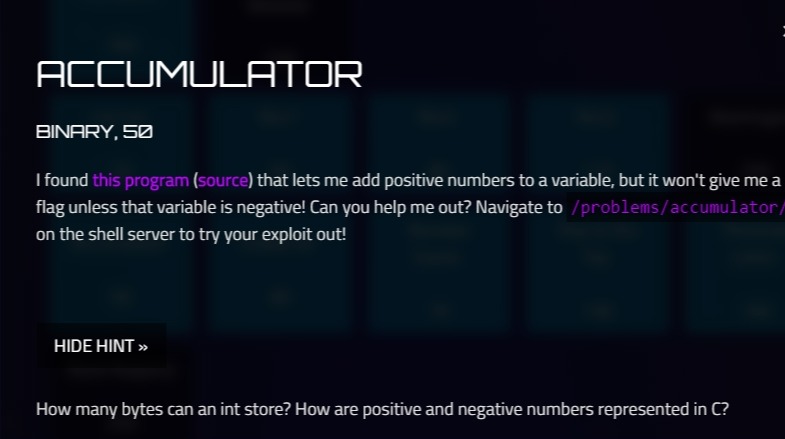 ACCUMULATOR
BINARY, 50
I found this program (source) that lets me add positive numbers to a variable, but it won't give me a
flag unless that variable is negative! Can you help me out? Navigate to /problems/accumulator/
on the shell server to try your exploit out!
HIDE HINT »
How many bytes can an int store? How are positive and negative numbers represented in C?